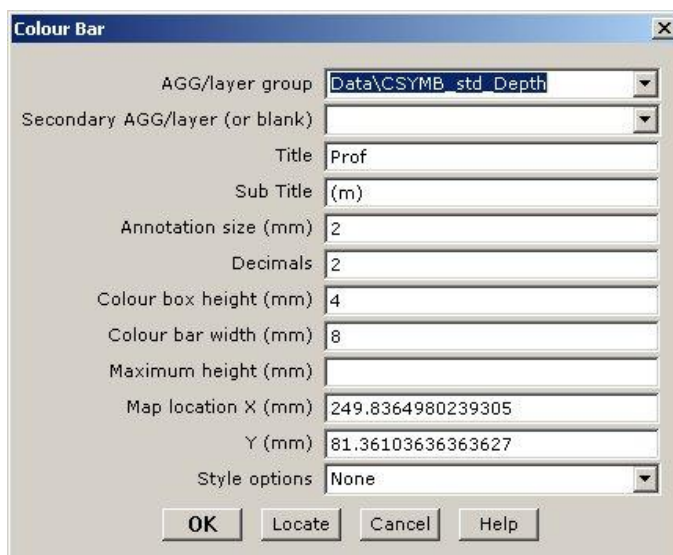 Colour Bar
AGG/layer group Data\CSYMB_std_Depth
Secondary AGG/layer (or blank)
Title Prof
Sub Title (m)
Annotation size (mm) 2
Decimals 2
Colour box height (mm) 4
Colour bar width (mm) 8
Maximum height (mm)
Map location X (mm) 249.8364980239305
Y (mm) 81.36103636363627
Style options None
OK Locate Cancel Help